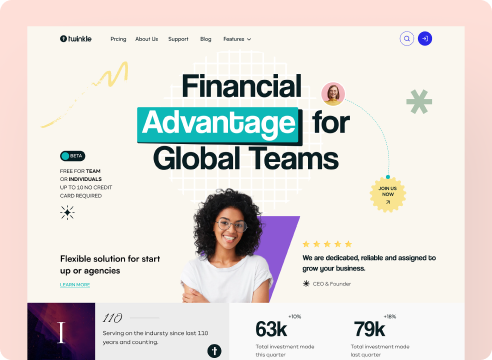 twinkle
Prcing About Us Support Blog Features
Financial
Advantage for
Global Teams
BETA
FREE FOR TEAM
OR INDIVIDUALS
UP TO 10 NO CREDIT
CARD REQUIRED
JOIN US
NOW
Flexible solution for start
up or agencies
LEARN MORE
We are dedicated, reliable and assigned to
grow your business.
CEO & Founder
I
110
Serving on the indursty since last 110
years and counting.
+10%
63k
Total investment made
this quarter
+18%
79k
Total investment made
last quarter